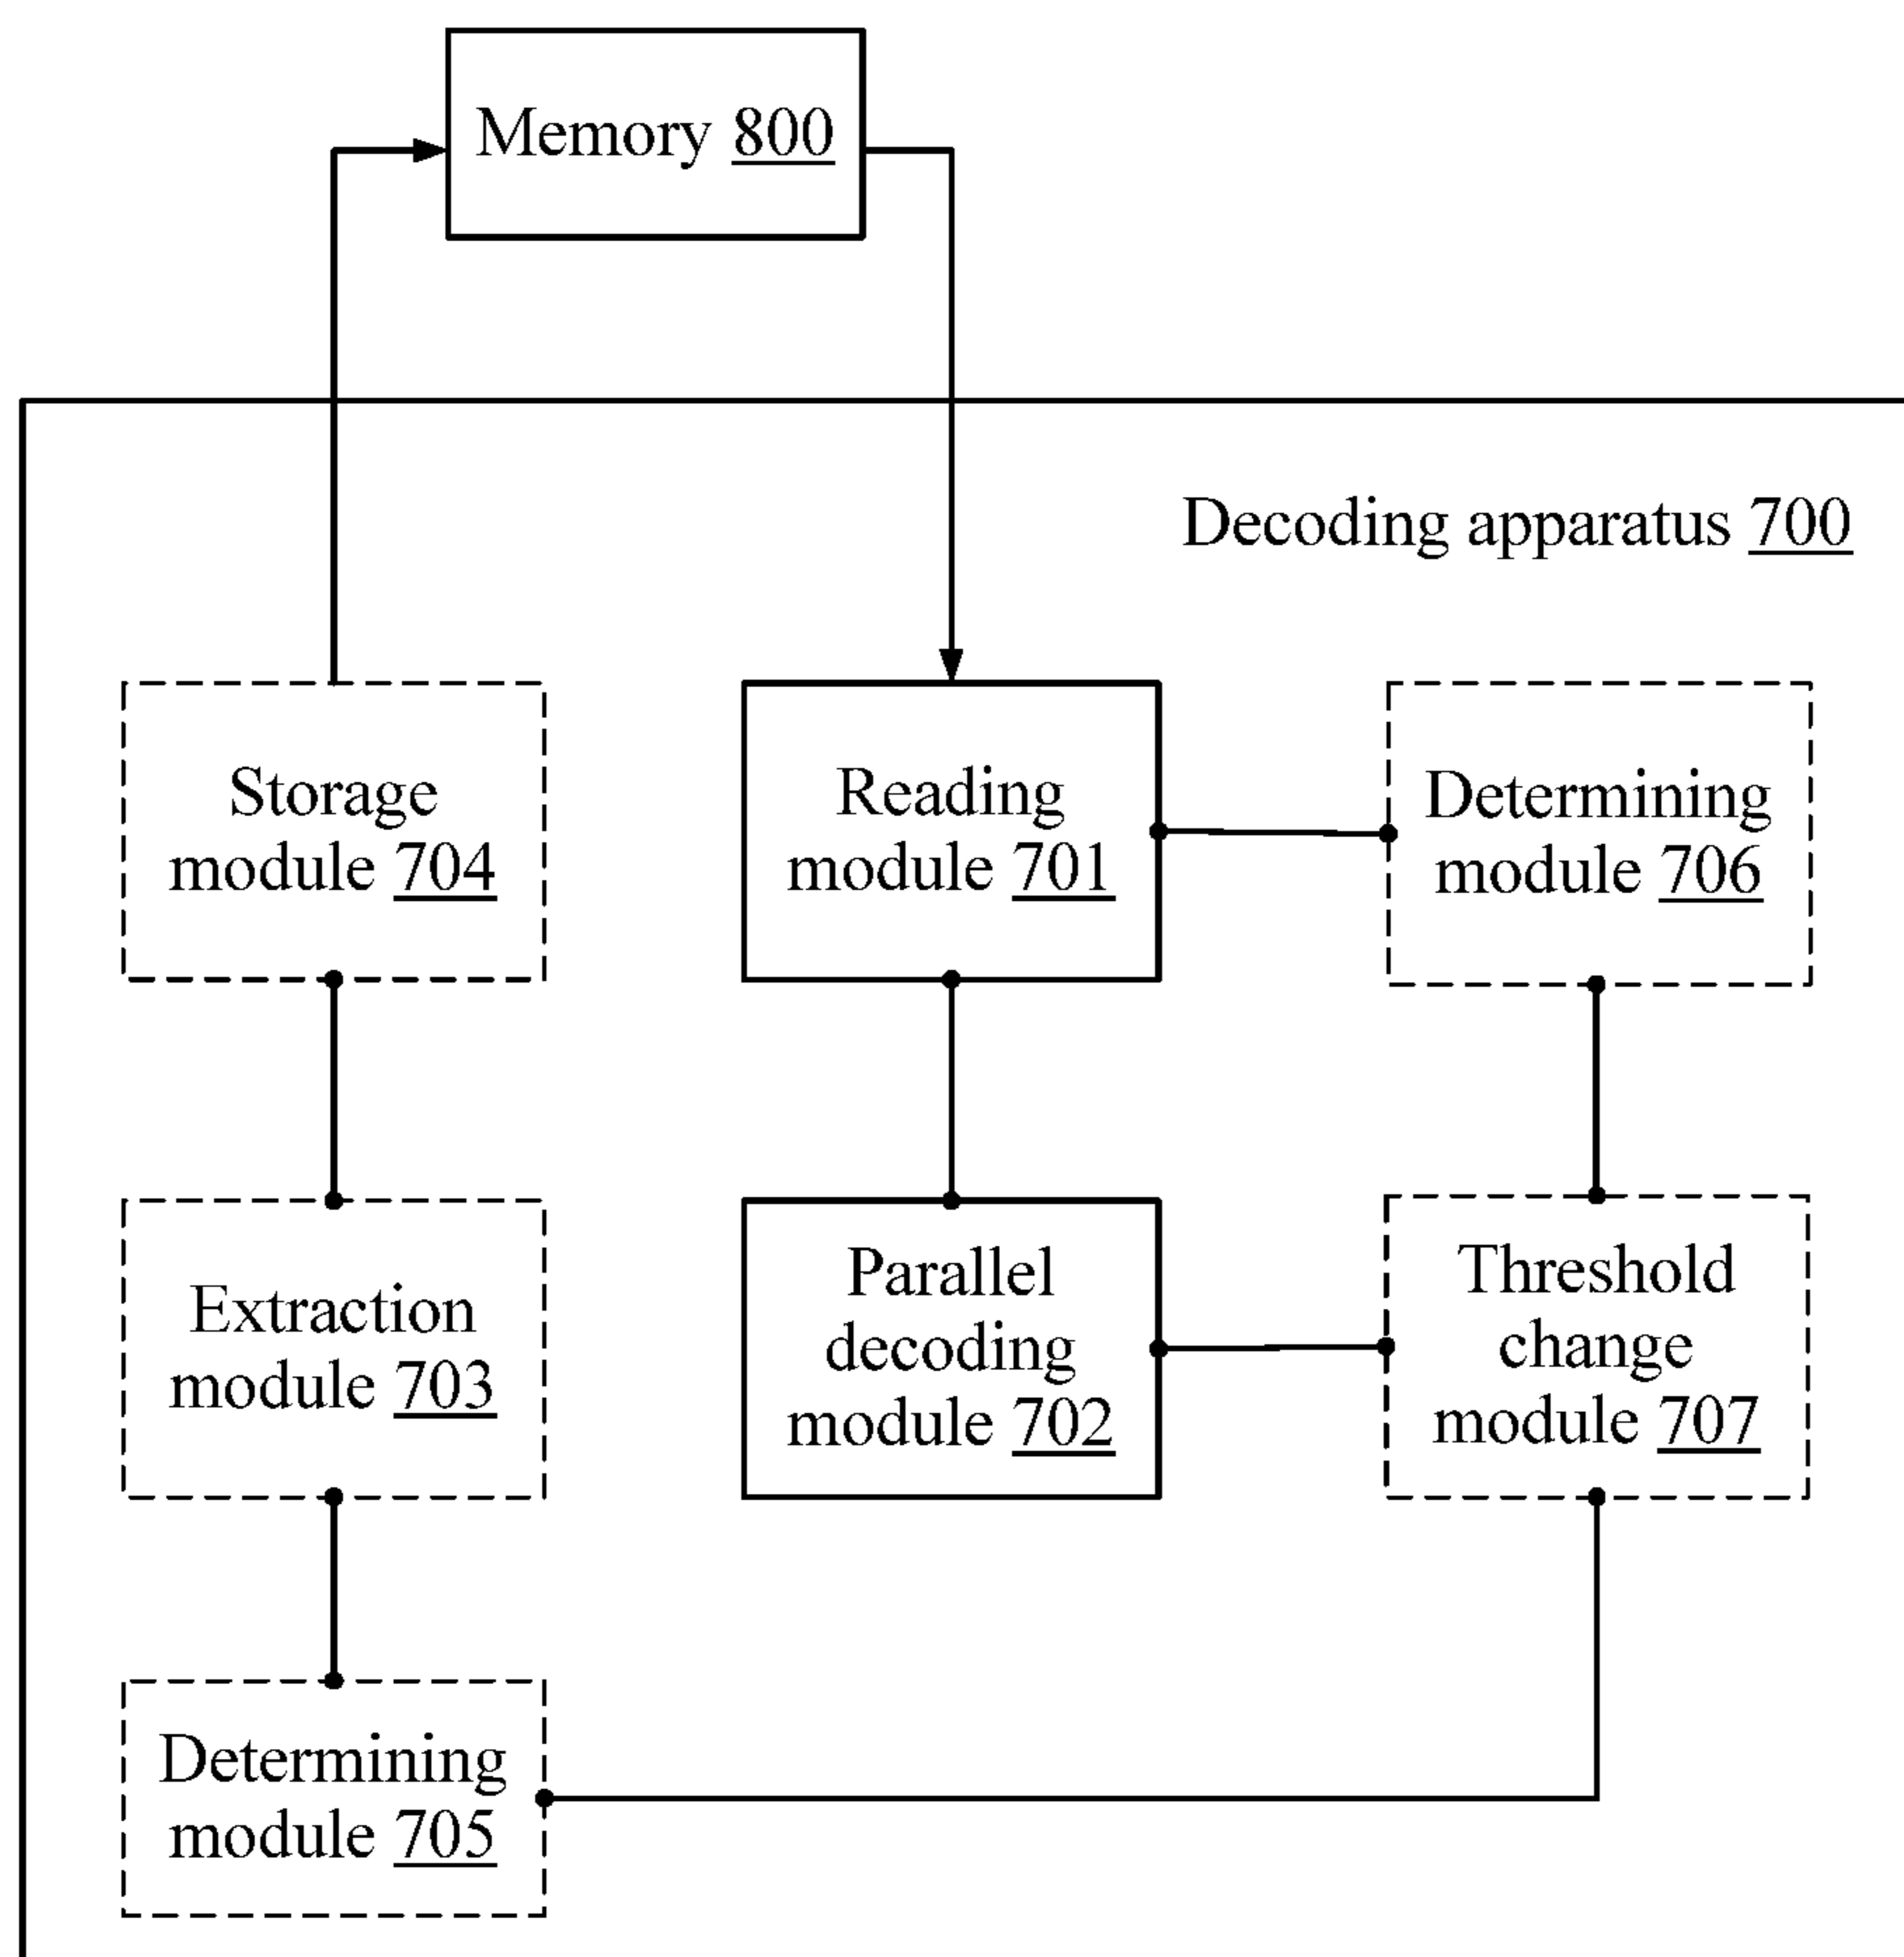 Memory 800
Decoding apparatus 700
Storage
module 704
Reading
module 701
Determining
module 706
Extraction
module 703
Parallel
decoding
module 702
Threshold
change
module 707
Determining
module 705